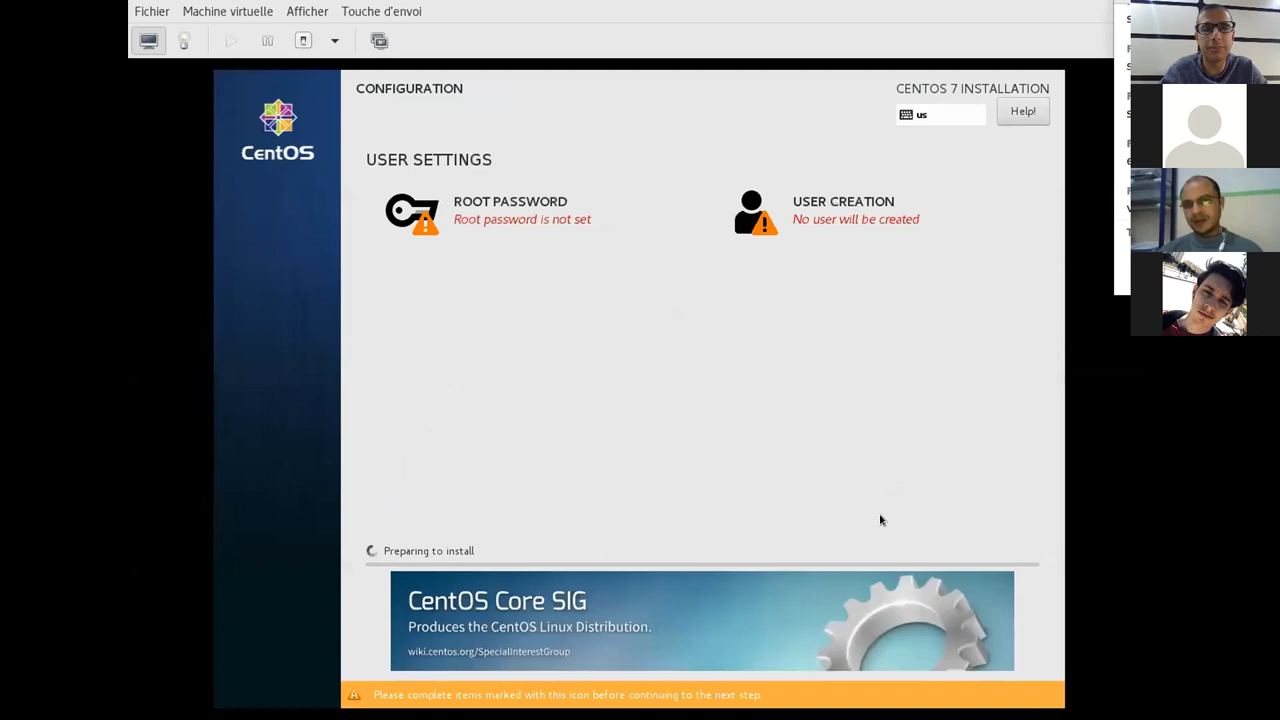 Fichier Machine virtuelle Afficher Touche d'envoi
CONFIGURATION
CENTOS 7 INSTALLATION
us
Help!
CentOS
USER SETTINGS
ROOT PASSWORD
Root password is not set
USER CREATION
No user will be created
Preparing to install
CentOS Core SIG
Produces the CentOS Linux Distribution.
wiki.centos.org/SpecialInterestGroup
Please complete items marked with this icon before continuing to the next step.